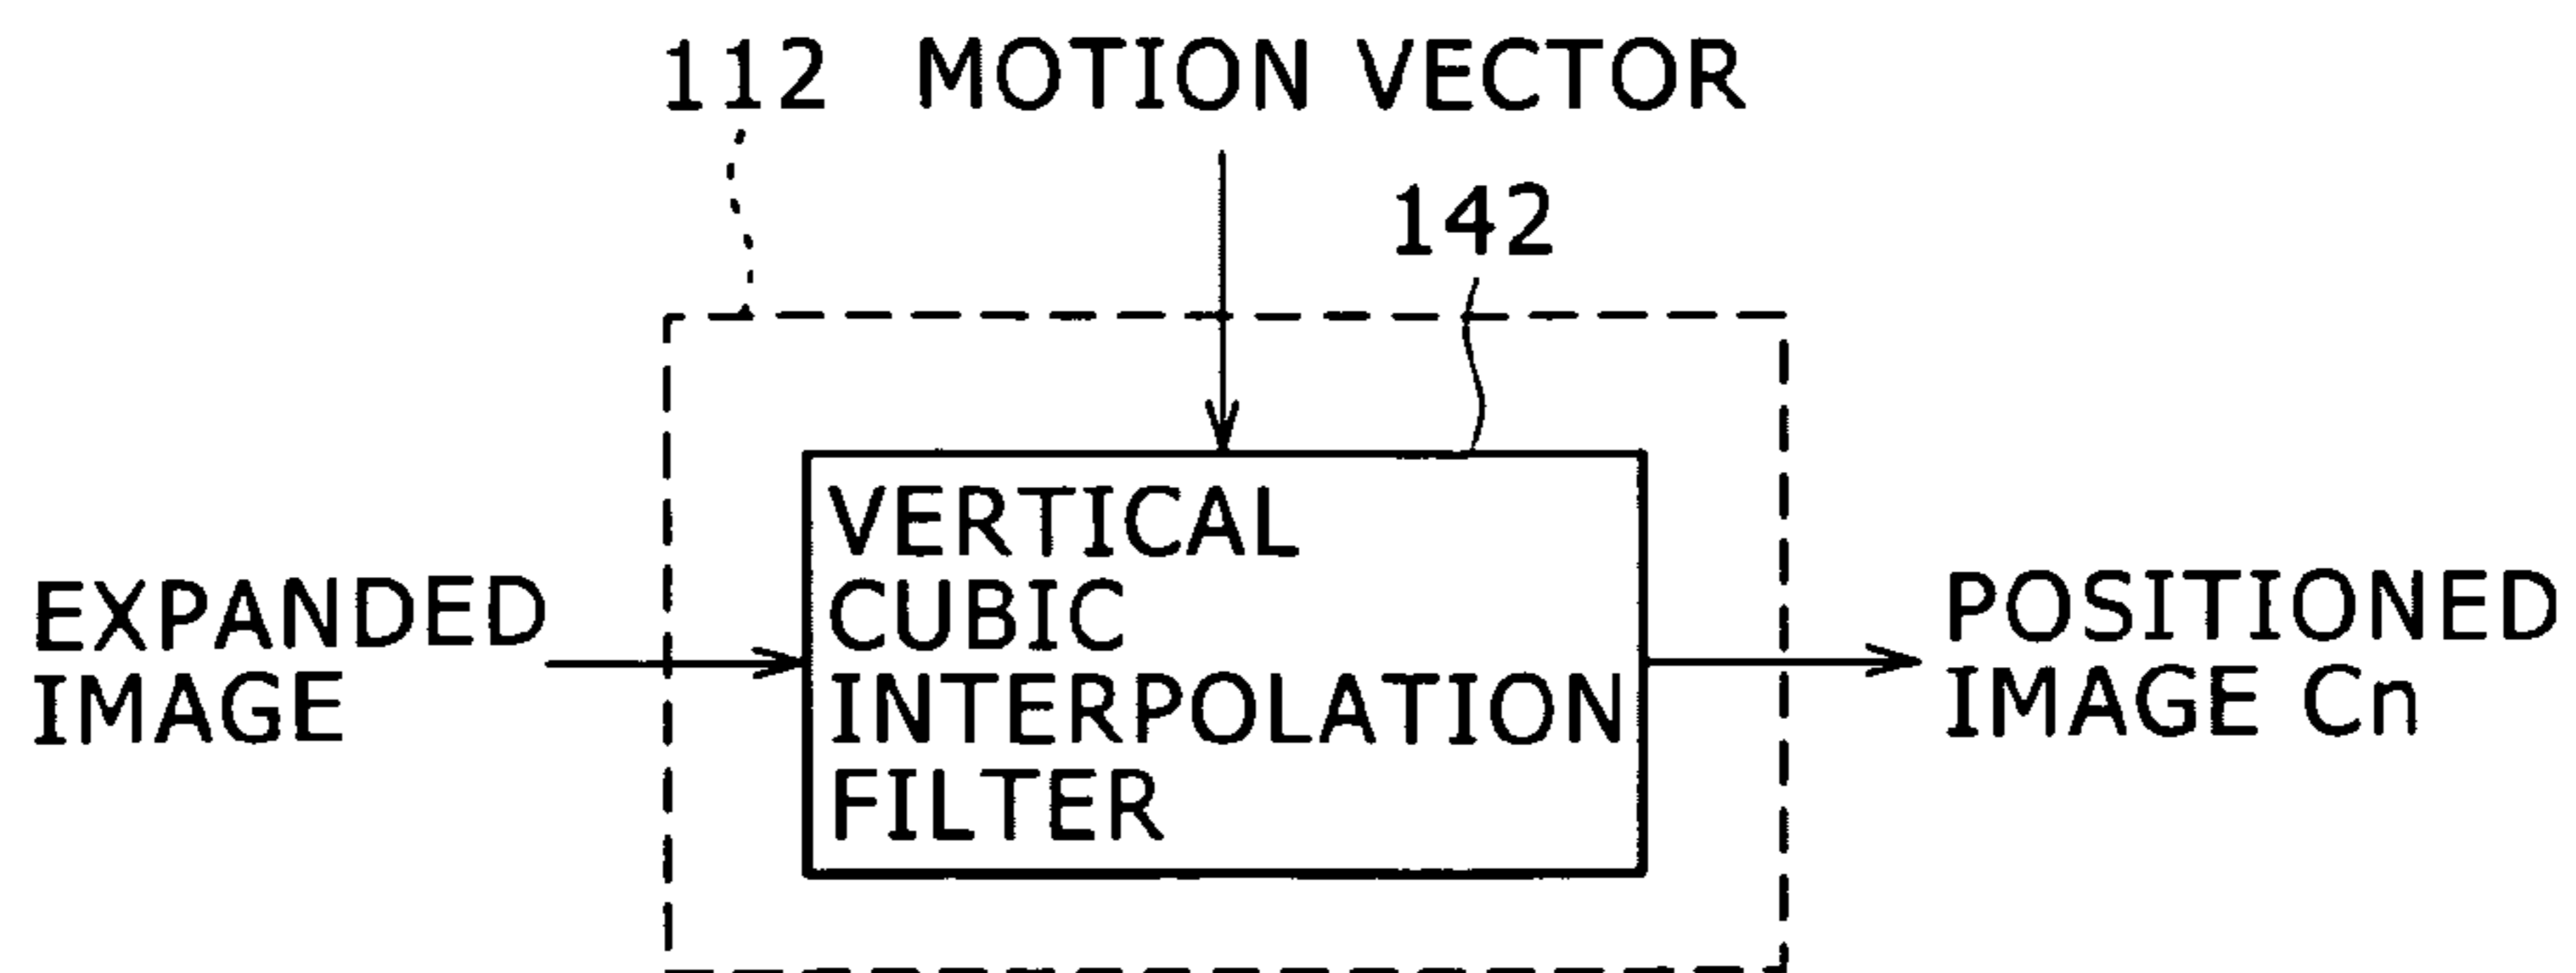 112 MOTION VECTOR
142
EXPANDED
IMAGE
VERTICAL
CUBIC
INTERPOLATION
FILTER
POSITIONED
IMAGE Cn